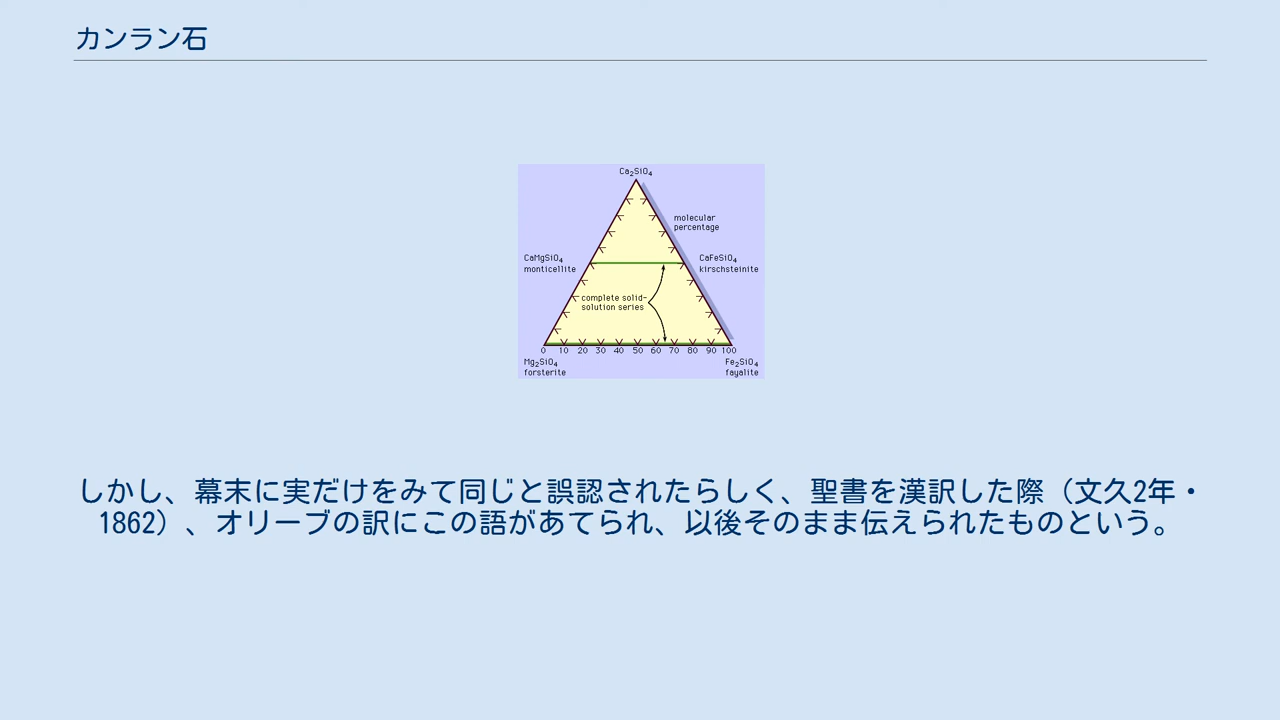 カンラン石
Ca₂SiO₄
molecular
percentage
CaMgSiO₄
monticellite
CaFeSiO₄
kirschsteinite
complete solid-
solution series
0 10 20 30 40 50 60 70 80 90 100
Mg₂SiO₄
forsterite
Fe₂SiO₄
fayalite
しかし、幕末に実だけをみて同じと誤認されたらしく、聖書を漢訳した際（文久2年・
1862）、オリーブの訳にこの語があてられ、以後そのまま伝えられたものという。